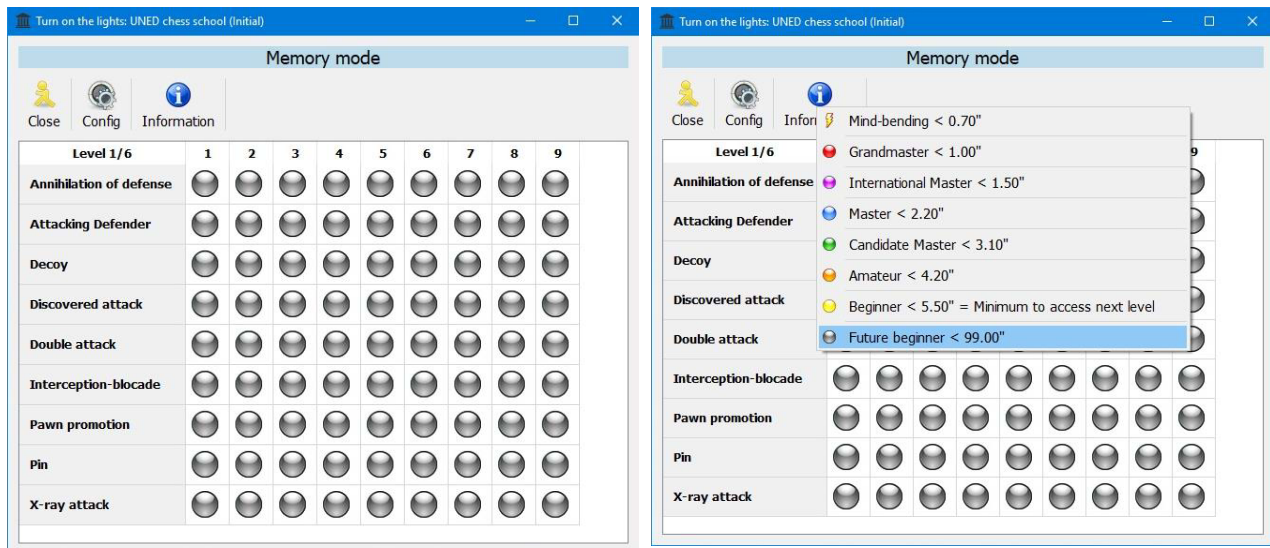 Turn on the lights: UNED chess school (Initial)
Memory mode
Close Config Information
Level 1/6 1 2 3 4 5 6 7 8 9
Annihilation of defense
Attacking Defender
Decoy
Discovered attack
Double attack
Interception-blocade
Pawn promotion
Pin
X-ray attack
Turn on the lights: UNED chess school (Initial)
Memory mode
Close Config Infor
Mind-bending < 0.70"
Level 1/6 9
Grandmaster < 1.00"
Annihilation of defense
International Master < 1.50"
Attacking Defender
Master < 2.20"
Candidate Master < 3.10"
Decoy
Amateur < 4.20"
Discovered attack
Beginner < 5.50" = Minimum to access next level
Double attack
Future beginner < 99.00"
Interception-blocade
Pawn promotion
Pin
X-ray attack